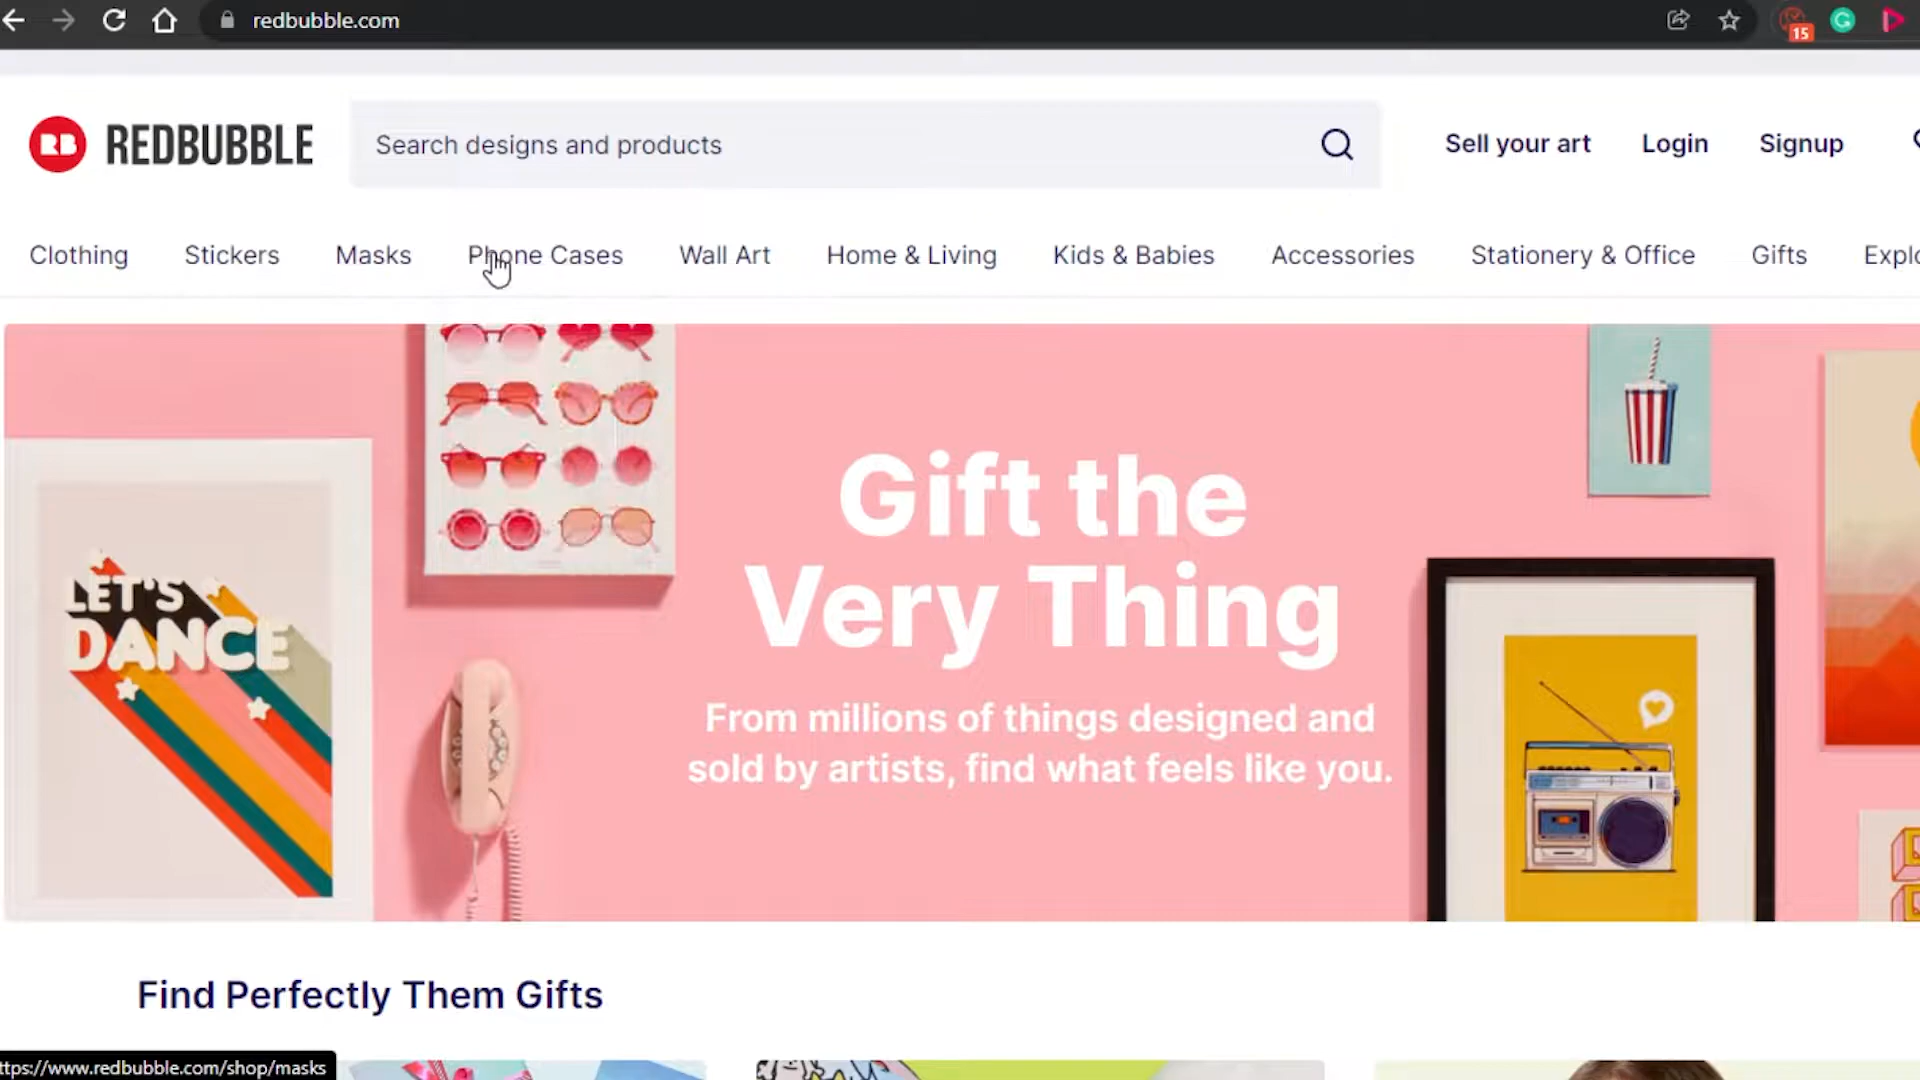 redbubble.com
15
RB REDBUBBLE
Search designs and products
Sell your art Login Signup
Clothing Stickers Masks Phone Cases Wall Art Home & Living Kids & Babies Accessories Stationery & Office Gifts Explo
LET'S
DANCE
Gift the
Very Thing
From millions of things designed and
sold by artists, find what feels like you.
Find Perfectly Them Gifts
ttps://www.redbubble.com/shop/masks